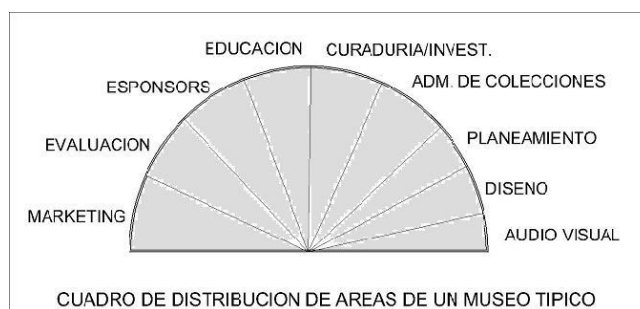 EDUCACION
CURADURIA/INVEST.
ESPONSORS
ADM. DE COLECCIONES
EVALUACION
PLANEAMIENTO
MARKETING
DISENO
AUDIO VISUAL
CUADRO DE DISTRIBUCION DE AREAS DE UN MUSEO TIPICO